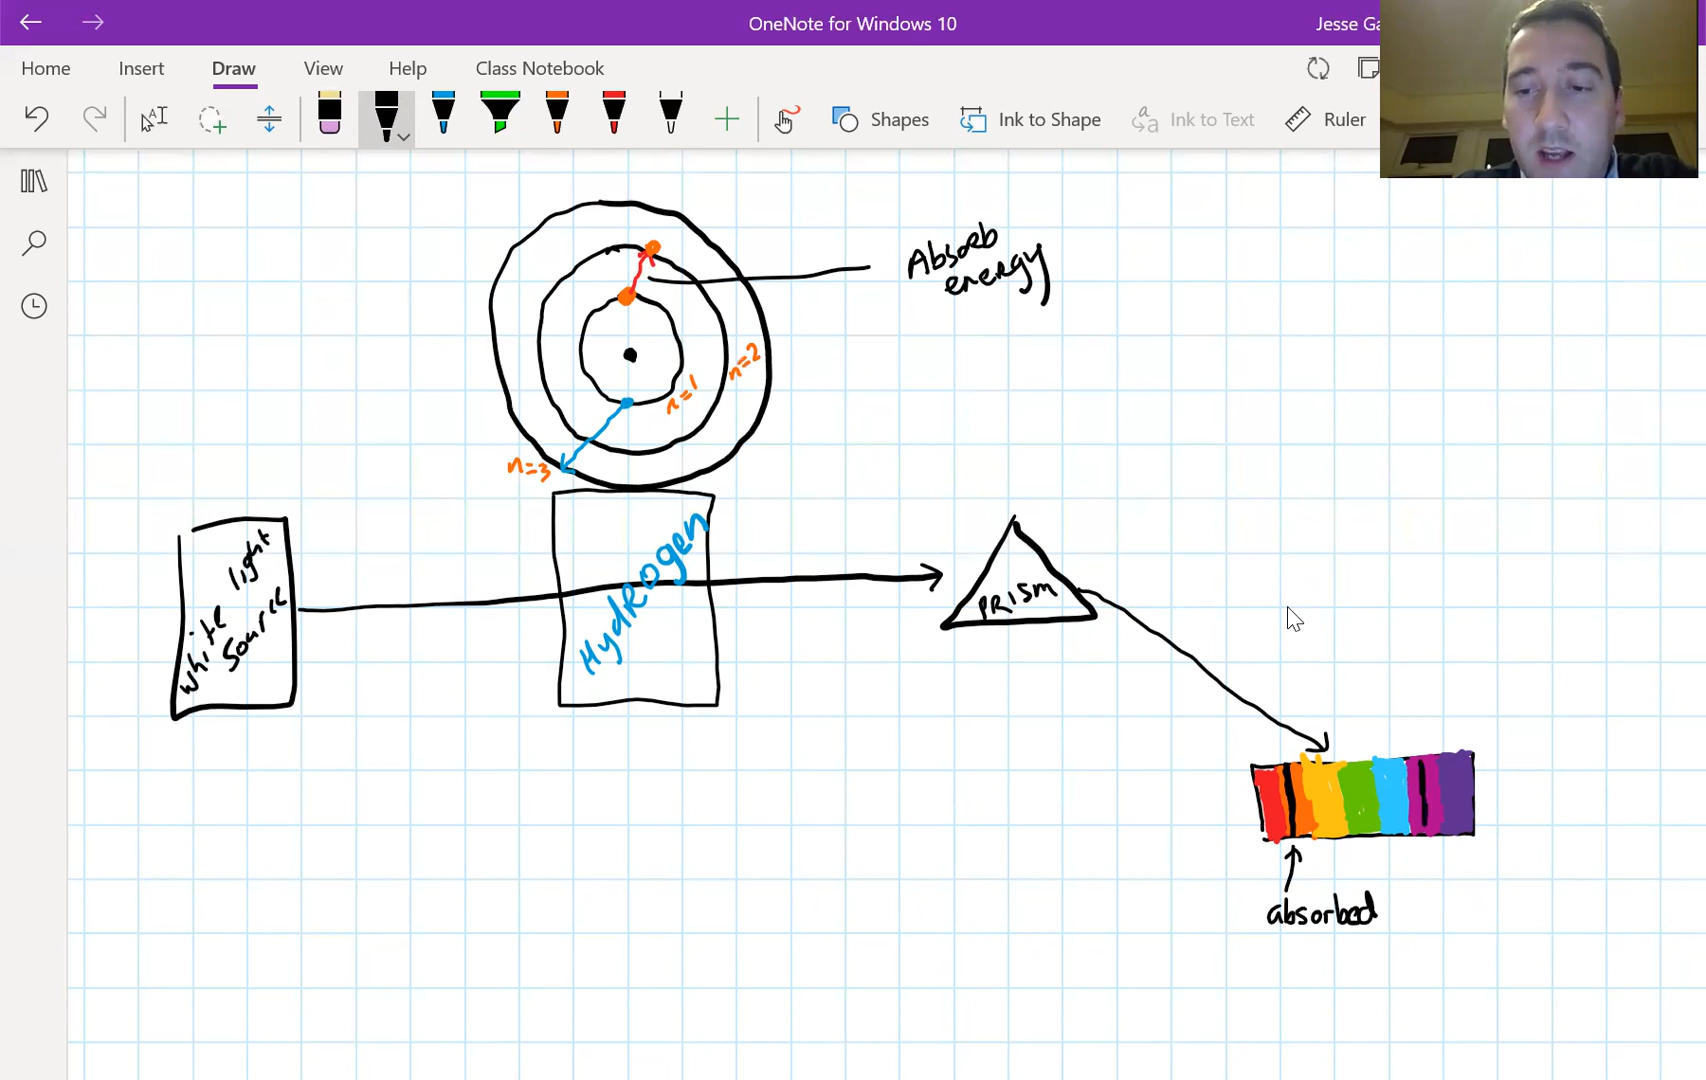 OneNote for Windows 10
Jesse Ga
Home Insert Draw View Help Class Notebook
Shapes Ink to Shape Ink to Text Ruler
Absorb
energy
n=2
n=1
n=3
white light
source
Hydrogen
PRISM
absorbed